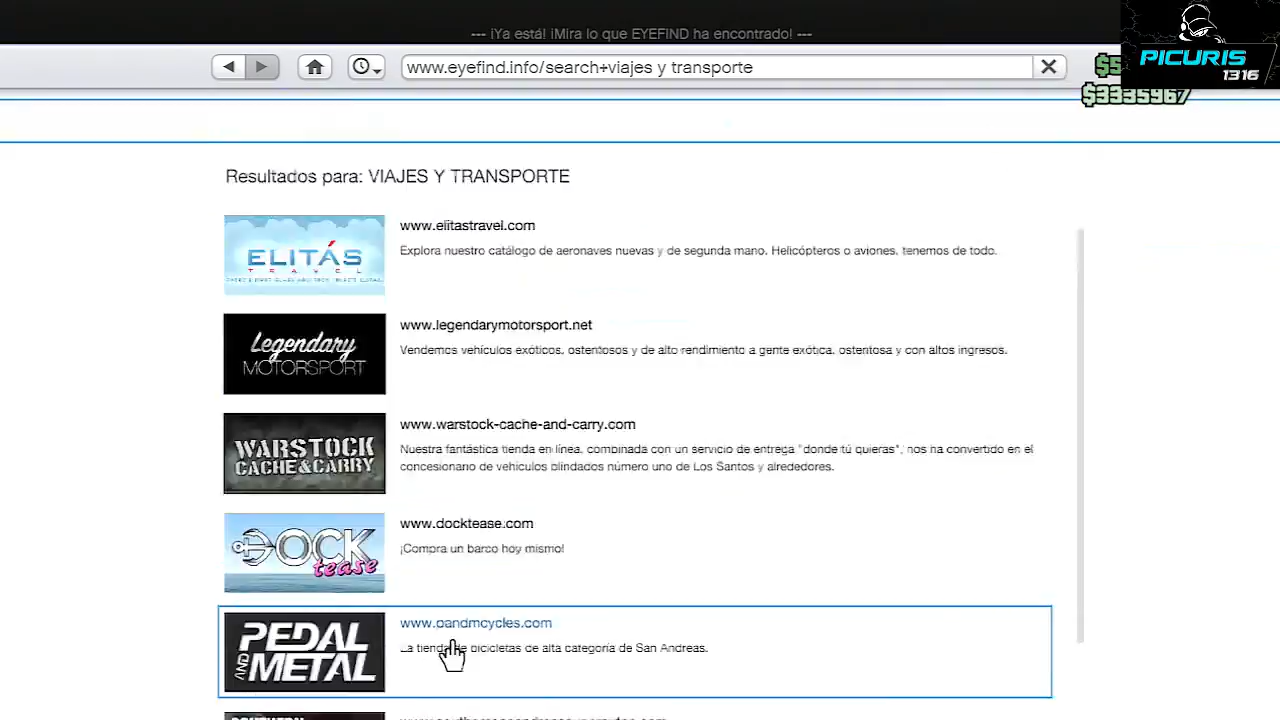 --- ¡Ya está! ¡Mira lo que EYEFIND ha encontrado! ---
PICURIS
1316
www.eyefind.info/search+viajes y transporte
$3335967
Resultados para: VIAJES Y TRANSPORTE
ELITÁS
TRAVEL
www.elitastravel.com
Explora nuestro catálogo de aeronaves nuevas y de segunda mano. Helicópteros o aviones, tenemos de todo.
Legendary
MOTORSPORT
www.legendarymotorsport.net
Vendemos vehículos exóticos, ostentosos y de alto rendimiento a gente exótica, ostentosa y con altos ingresos.
WARSTOCK
CACHE&CARRY
www.warstock-cache-and-carry.com
Nuestra fantástica tienda en línea, combinada con un servicio de entrega "donde tú quieras", nos ha convertido en el
concesionario de vehículos blindados número uno de Los Santos y alrededores.
DOCK
tease
www.docktease.com
¡Compra un barco hoy mismo!
PEDAL
AND METAL
www.pandmcycles.com
La tienda de bicicletas de alta categoría de San Andreas.